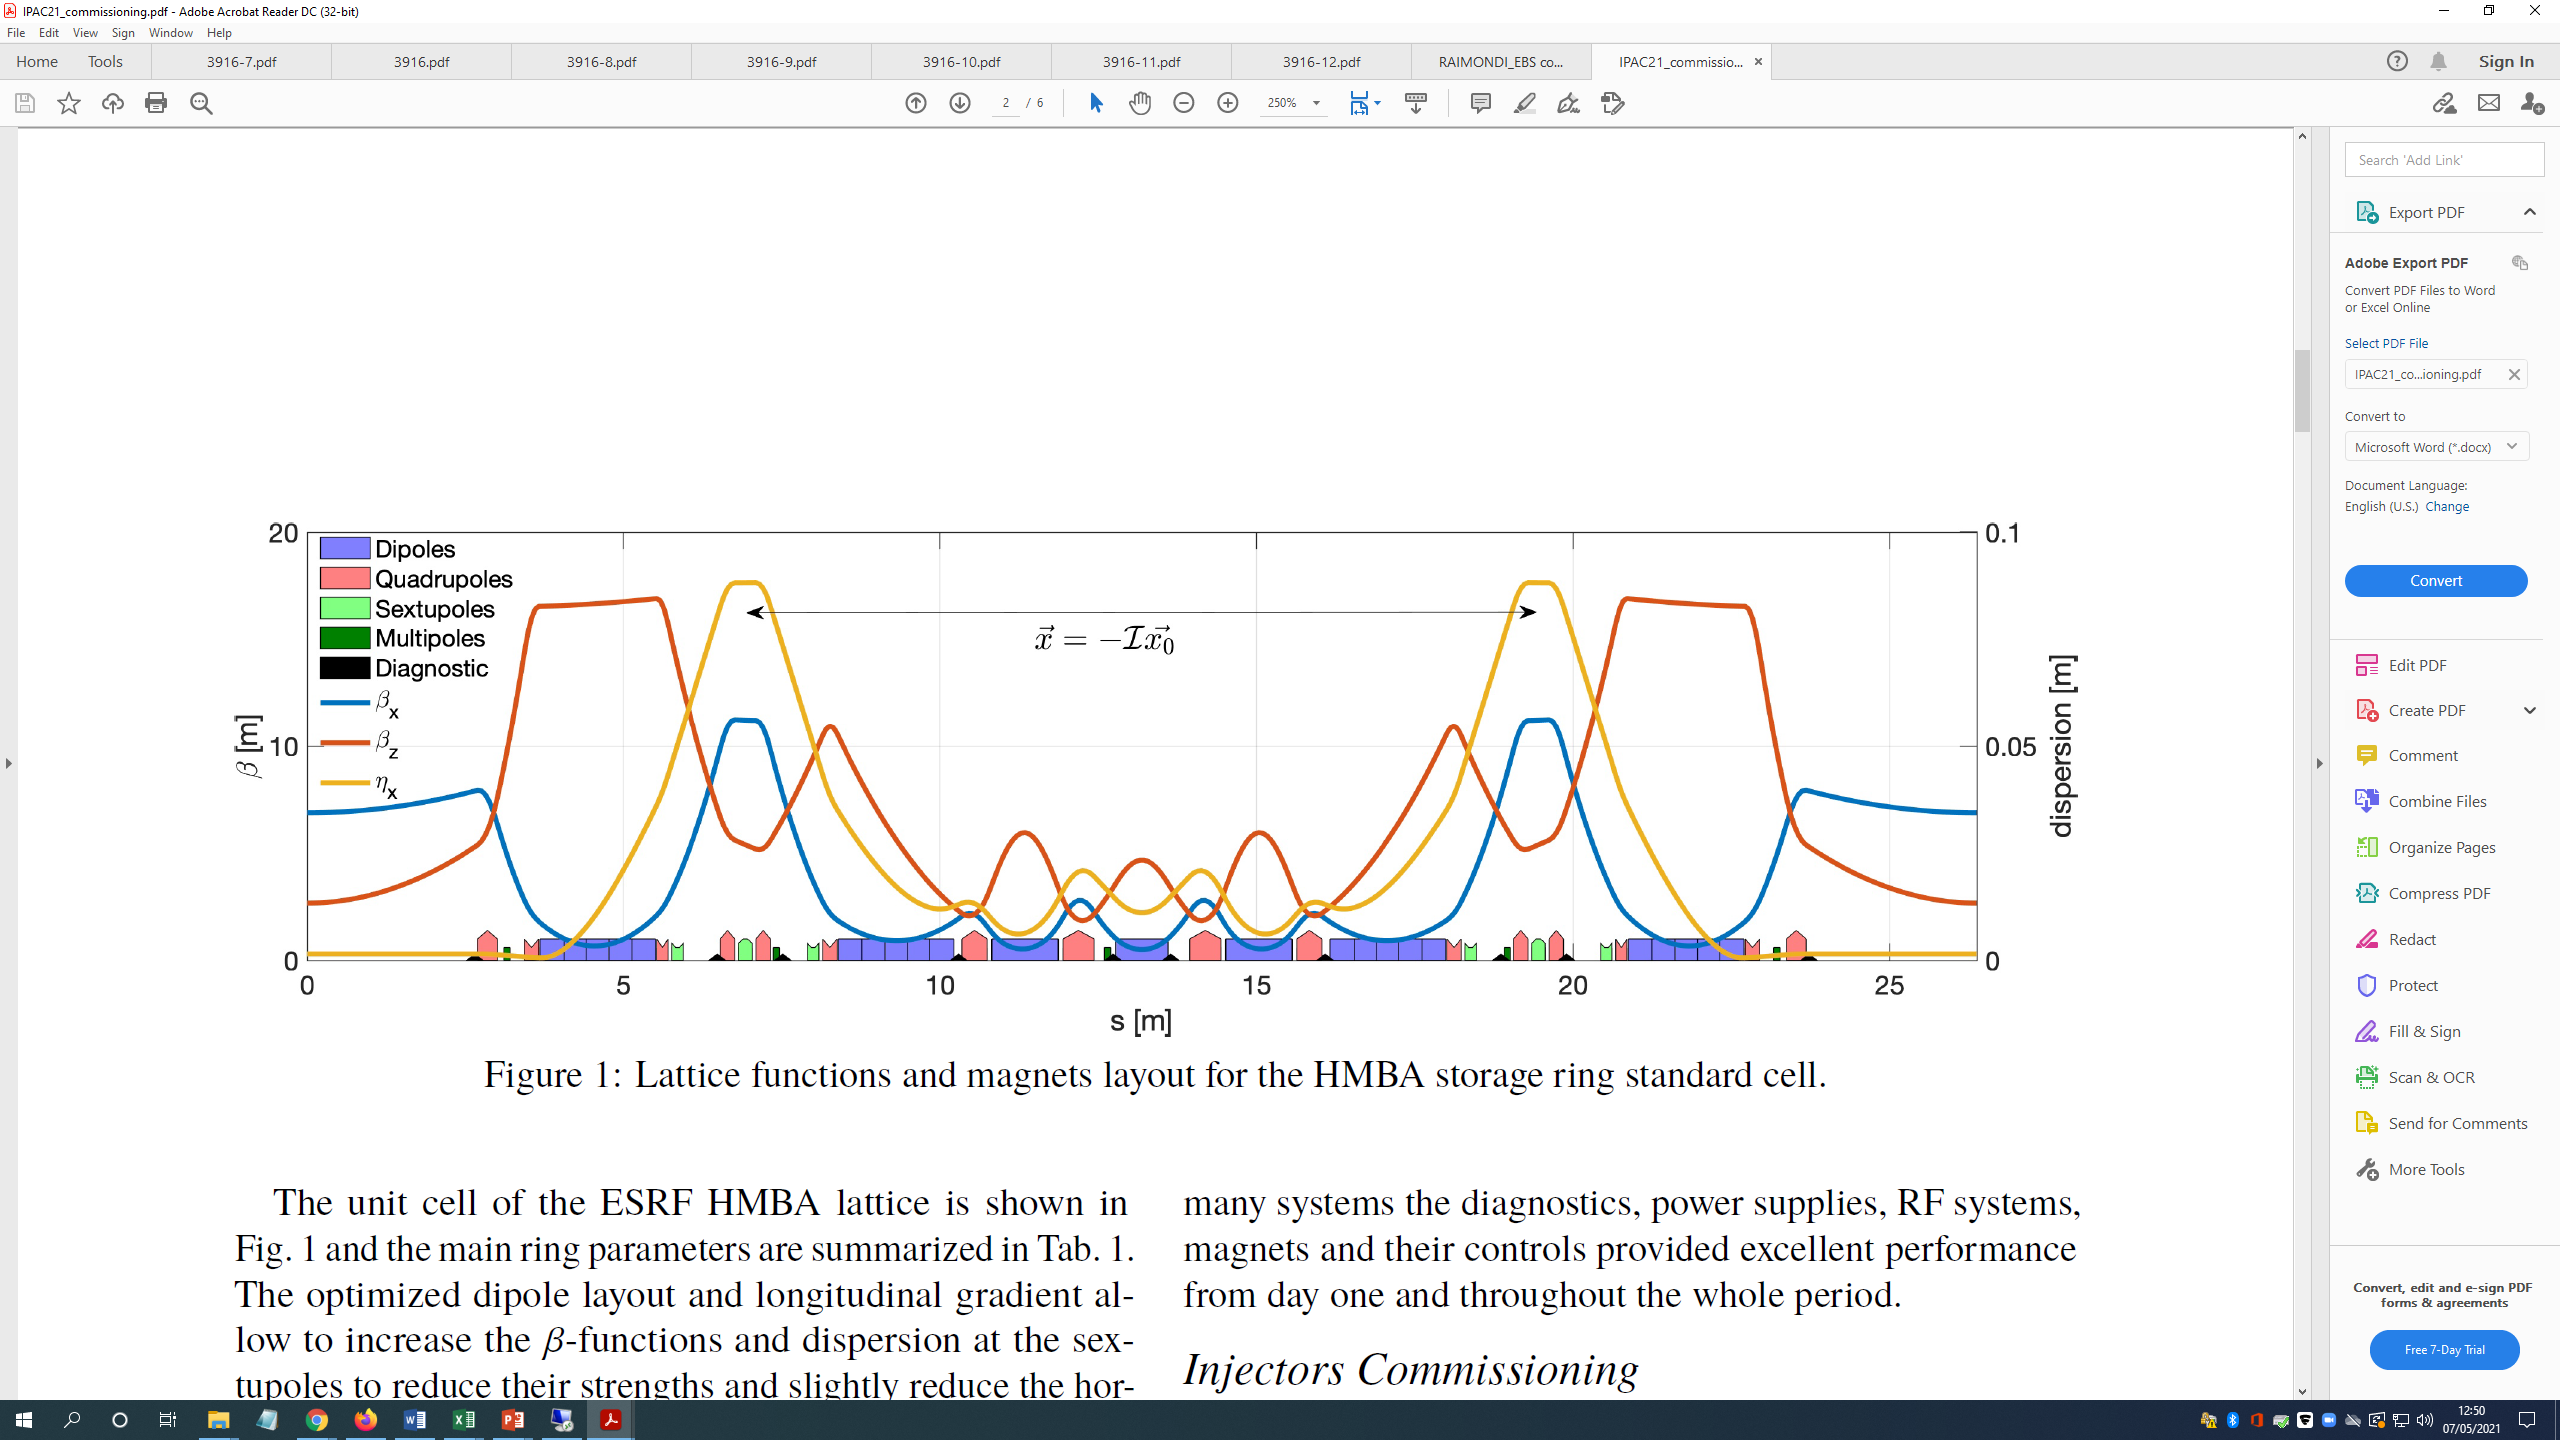 IPAC21_commissioning.pdf - Adobe Acrobat Reader DC (32-bit)
File Edit View Sign Window Help
Home Tools 3916-7.pdf 3916.pdf 3916-8.pdf 3916-9.pdf 3916-10.pdf 3916-11.pdf 3916-12.pdf RAIMONDI_EBS co... IPAC21_commissio... × Sign In
2 / 6 250%
20
10
0
β [m]
Dipoles
Quadrupoles
Sextupoles
Multipoles
Diagnostic
βx
βz
ηx
x⃗ = −ℐx⃗0
0.1
0.05
0
dispersion [m]
0 5 10 15 20 25
s [m]
Figure 1: Lattice functions and magnets layout for the HMBA storage ring standard cell.
The unit cell of the ESRF HMBA lattice is shown in
Fig. 1 and the main ring parameters are summarized in Tab. 1.
The optimized dipole layout and longitudinal gradient al-
low to increase the β-functions and dispersion at the sex-
tupoles to reduce their strengths and slightly reduce the hor-
many systems the diagnostics, power supplies, RF systems,
magnets and their controls provided excellent performance
from day one and throughout the whole period.
Injectors Commissioning
Search 'Add Link'
Export PDF
Adobe Export PDF
Convert PDF Files to Word
or Excel Online
Select PDF File
IPAC21_co...ioning.pdf
Convert to
Microsoft Word (*.docx)
Document Language:
English (U.S.) Change
Convert
Edit PDF
Create PDF
Comment
Combine Files
Organize Pages
Compress PDF
Redact
Protect
Fill & Sign
Scan & OCR
Send for Comments
More Tools
Convert, edit and e-sign PDF
forms & agreements
Free 7-Day Trial
12:50
07/05/2021